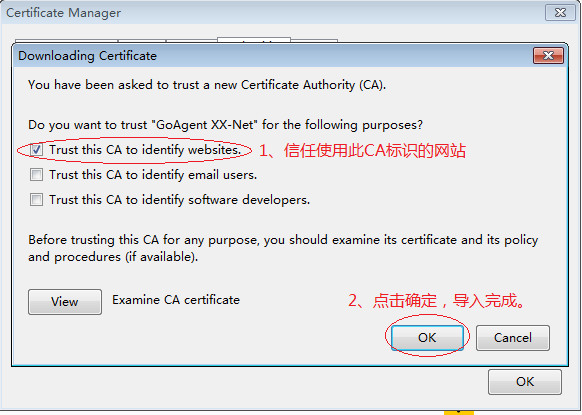 Certificate Manager
Downloading Certificate
You have been asked to trust a new Certificate Authority (CA).
Do you want to trust "GoAgent XX-Net" for the following purposes?
Trust this CA to identify websites.
1、信任使用此CA标识的网站
Trust this CA to identify email users.
Trust this CA to identify software developers.
Before trusting this CA for any purpose, you should examine its certificate and its policy
and procedures (if available).
View
Examine CA certificate
2、点击确定，导入完成。
OK
Cancel
OK